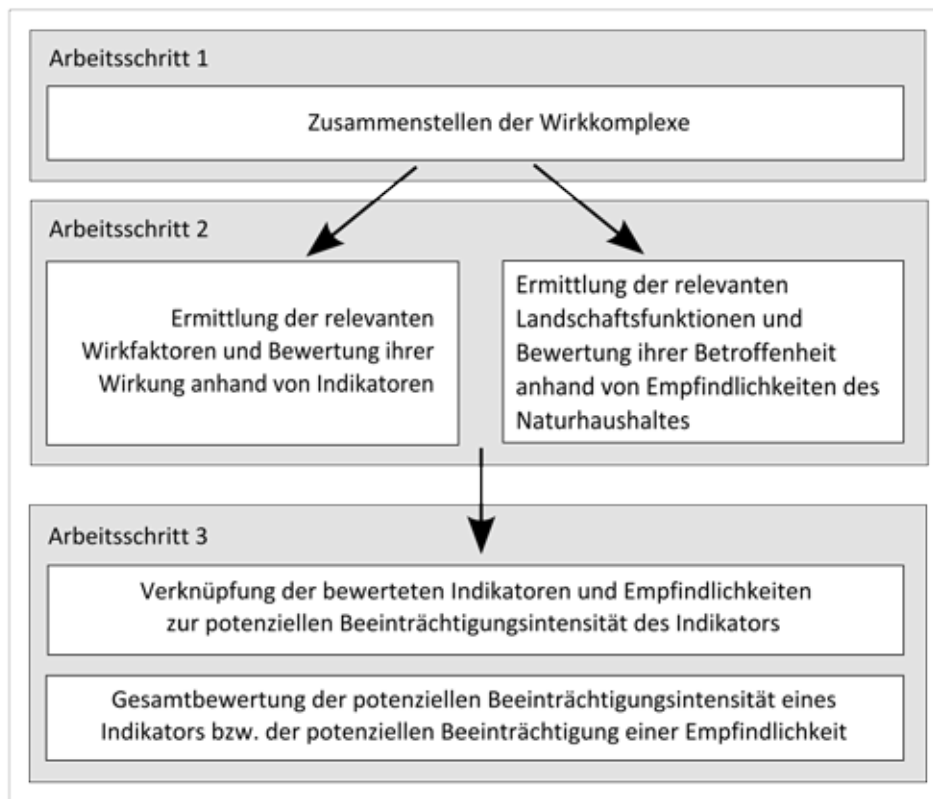 Arbeitsschritt 1
Zusammenstellen der Wirkkomplexe
Arbeitsschritt 2
Ermittlung der relevanten
Wirkfaktoren und Bewertung ihrer
Wirkung anhand von Indikatoren
Ermittlung der relevanten
Landschaftsfunktionen und
Bewertung ihrer Betroffenheit
anhand von Empfindlichkeiten des
Naturhaushaltes
Arbeitsschritt 3
Verknüpfung der bewerteten Indikatoren und Empfindlichkeiten
zur potenziellen Beeinträchtigungsintensität des Indikators
Gesamtbewertung der potenziellen Beeinträchtigungsintensität eines
Indikators bzw. der potenziellen Beeinträchtigung einer Empfindlichkeit